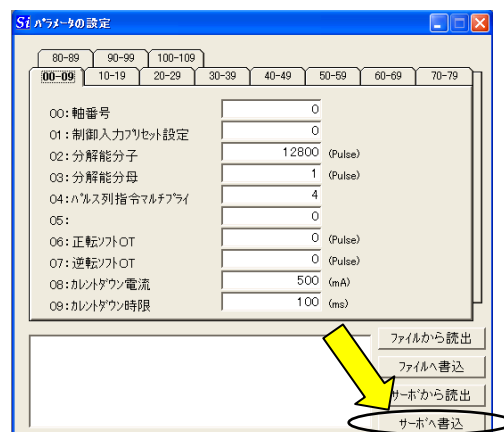 Si パラメータの設定
80-89 90-99 100-109
00-09 10-19 20-29 30-39 40-49 50-59 60-69 70-79
00:軸番号 0
01:制御入力プリセット設定 0
02:分解能分子 12800 (Pulse)
03:分解能分母 1 (Pulse)
04:パルス列指令マルチプライ 4
05: 0
06:正転ソフトOT 0 (Pulse)
07:逆転ソフトOT 0 (Pulse)
08:カレントダウン電流 500 (mA)
09:カレントダウン時限 100 (ms)
ファイルから読出
ファイルへ書込
サーボから読出
サーボへ書込